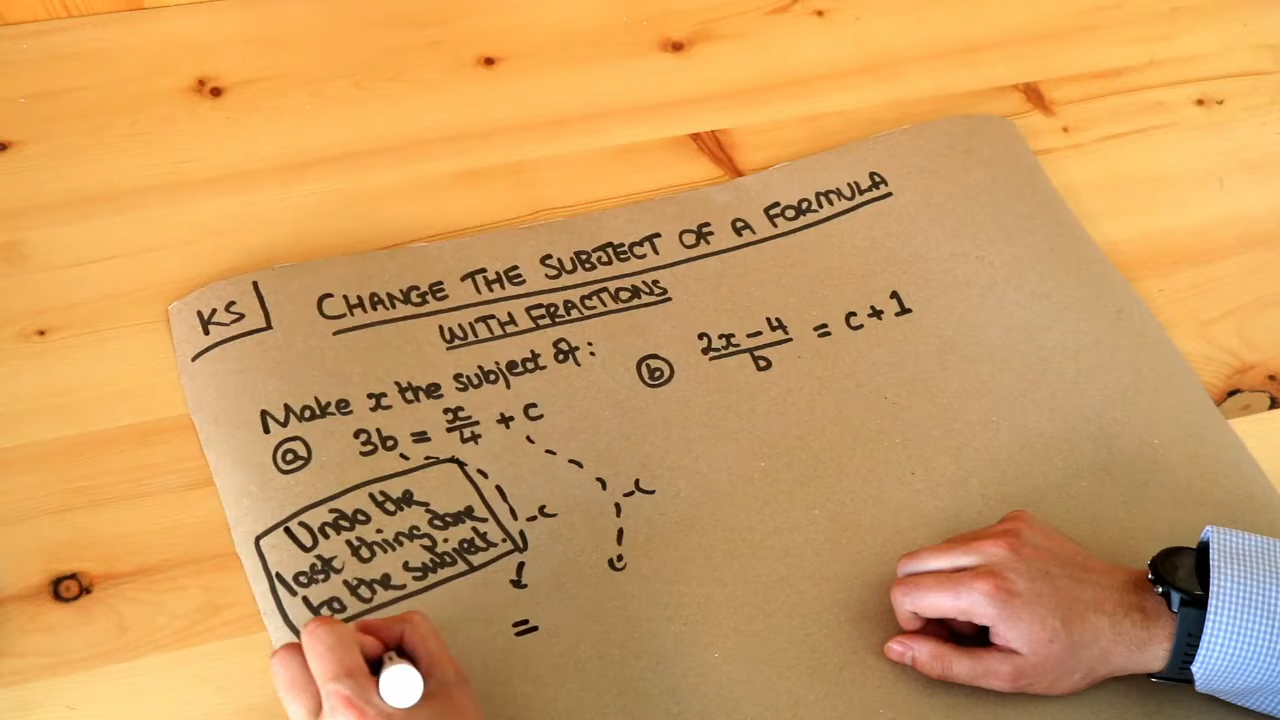 KS
CHANGE THE SUBJECT OF A FORMULA
WITH FRACTIONS
Make x the subject of:
ⓐ 3b = x/4 + c
ⓑ (2x-4)/b = c+1
Undo the
last thing done
to the subject.
-c
-c
=